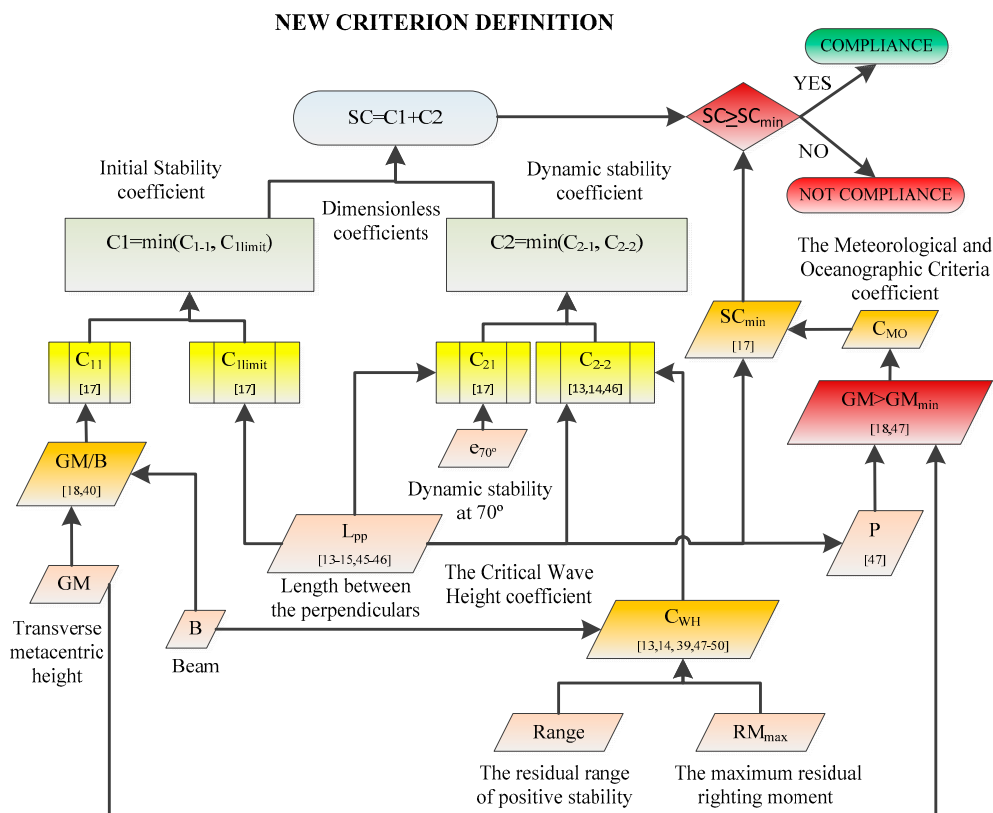 NEW CRITERION DEFINITION
COMPLIANCE
YES
SC=C1+C2
SC≥SCmin
NO
NOT COMPLIANCE
Initial Stability
coefficient
Dynamic stability
coefficient
Dimensionless
coefficients
C1=min(C1-1, C1limit)
C2=min(C2-1, C2-2)
The Meteorological and
Oceanographic Criteria
coefficient
SCmin
[17]
CMO
C11
[17]
C1limit
[17]
C21
[17]
C2-2
[13,14,46]
GM>GMmin
[18,47]
GM/B
[18,40]
e70º
Dynamic stability
at 70º
Lpp
[13-15,45-46]
Length between
the perpendiculars
P
[47]
GM
Transverse
metacentric
height
B
Beam
The Critical Wave
Height coefficient
CWH
[13,14, 39,47-50]
Range
The residual range
of positive stability
RMmax
The maximum residual
righting moment